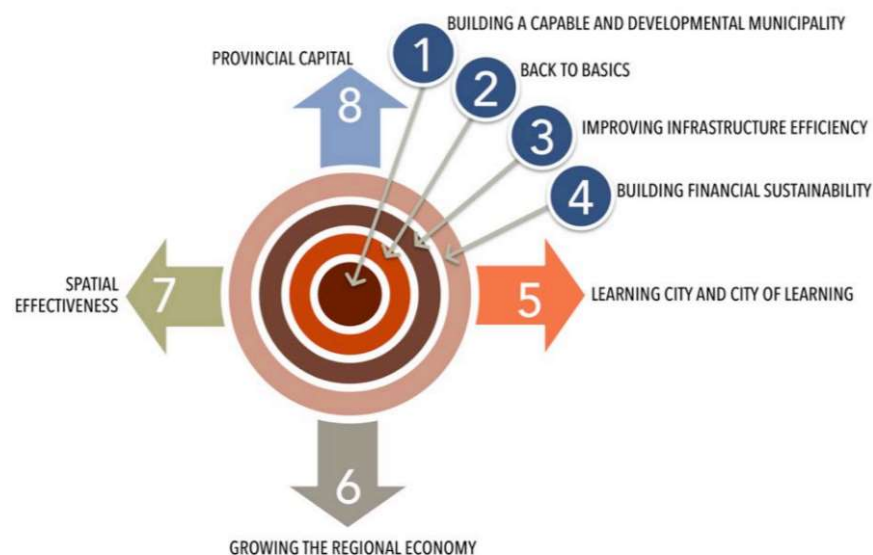 1
BUILDING A CAPABLE AND DEVELOPMENTAL MUNICIPALITY
2
BACK TO BASICS
3
IMPROVING INFRASTRUCTURE EFFICIENCY
4
BUILDING FINANCIAL SUSTAINABILITY
5
LEARNING CITY AND CITY OF LEARNING
6
GROWING THE REGIONAL ECONOMY
7
SPATIAL
EFFECTIVENESS
8
PROVINCIAL CAPITAL